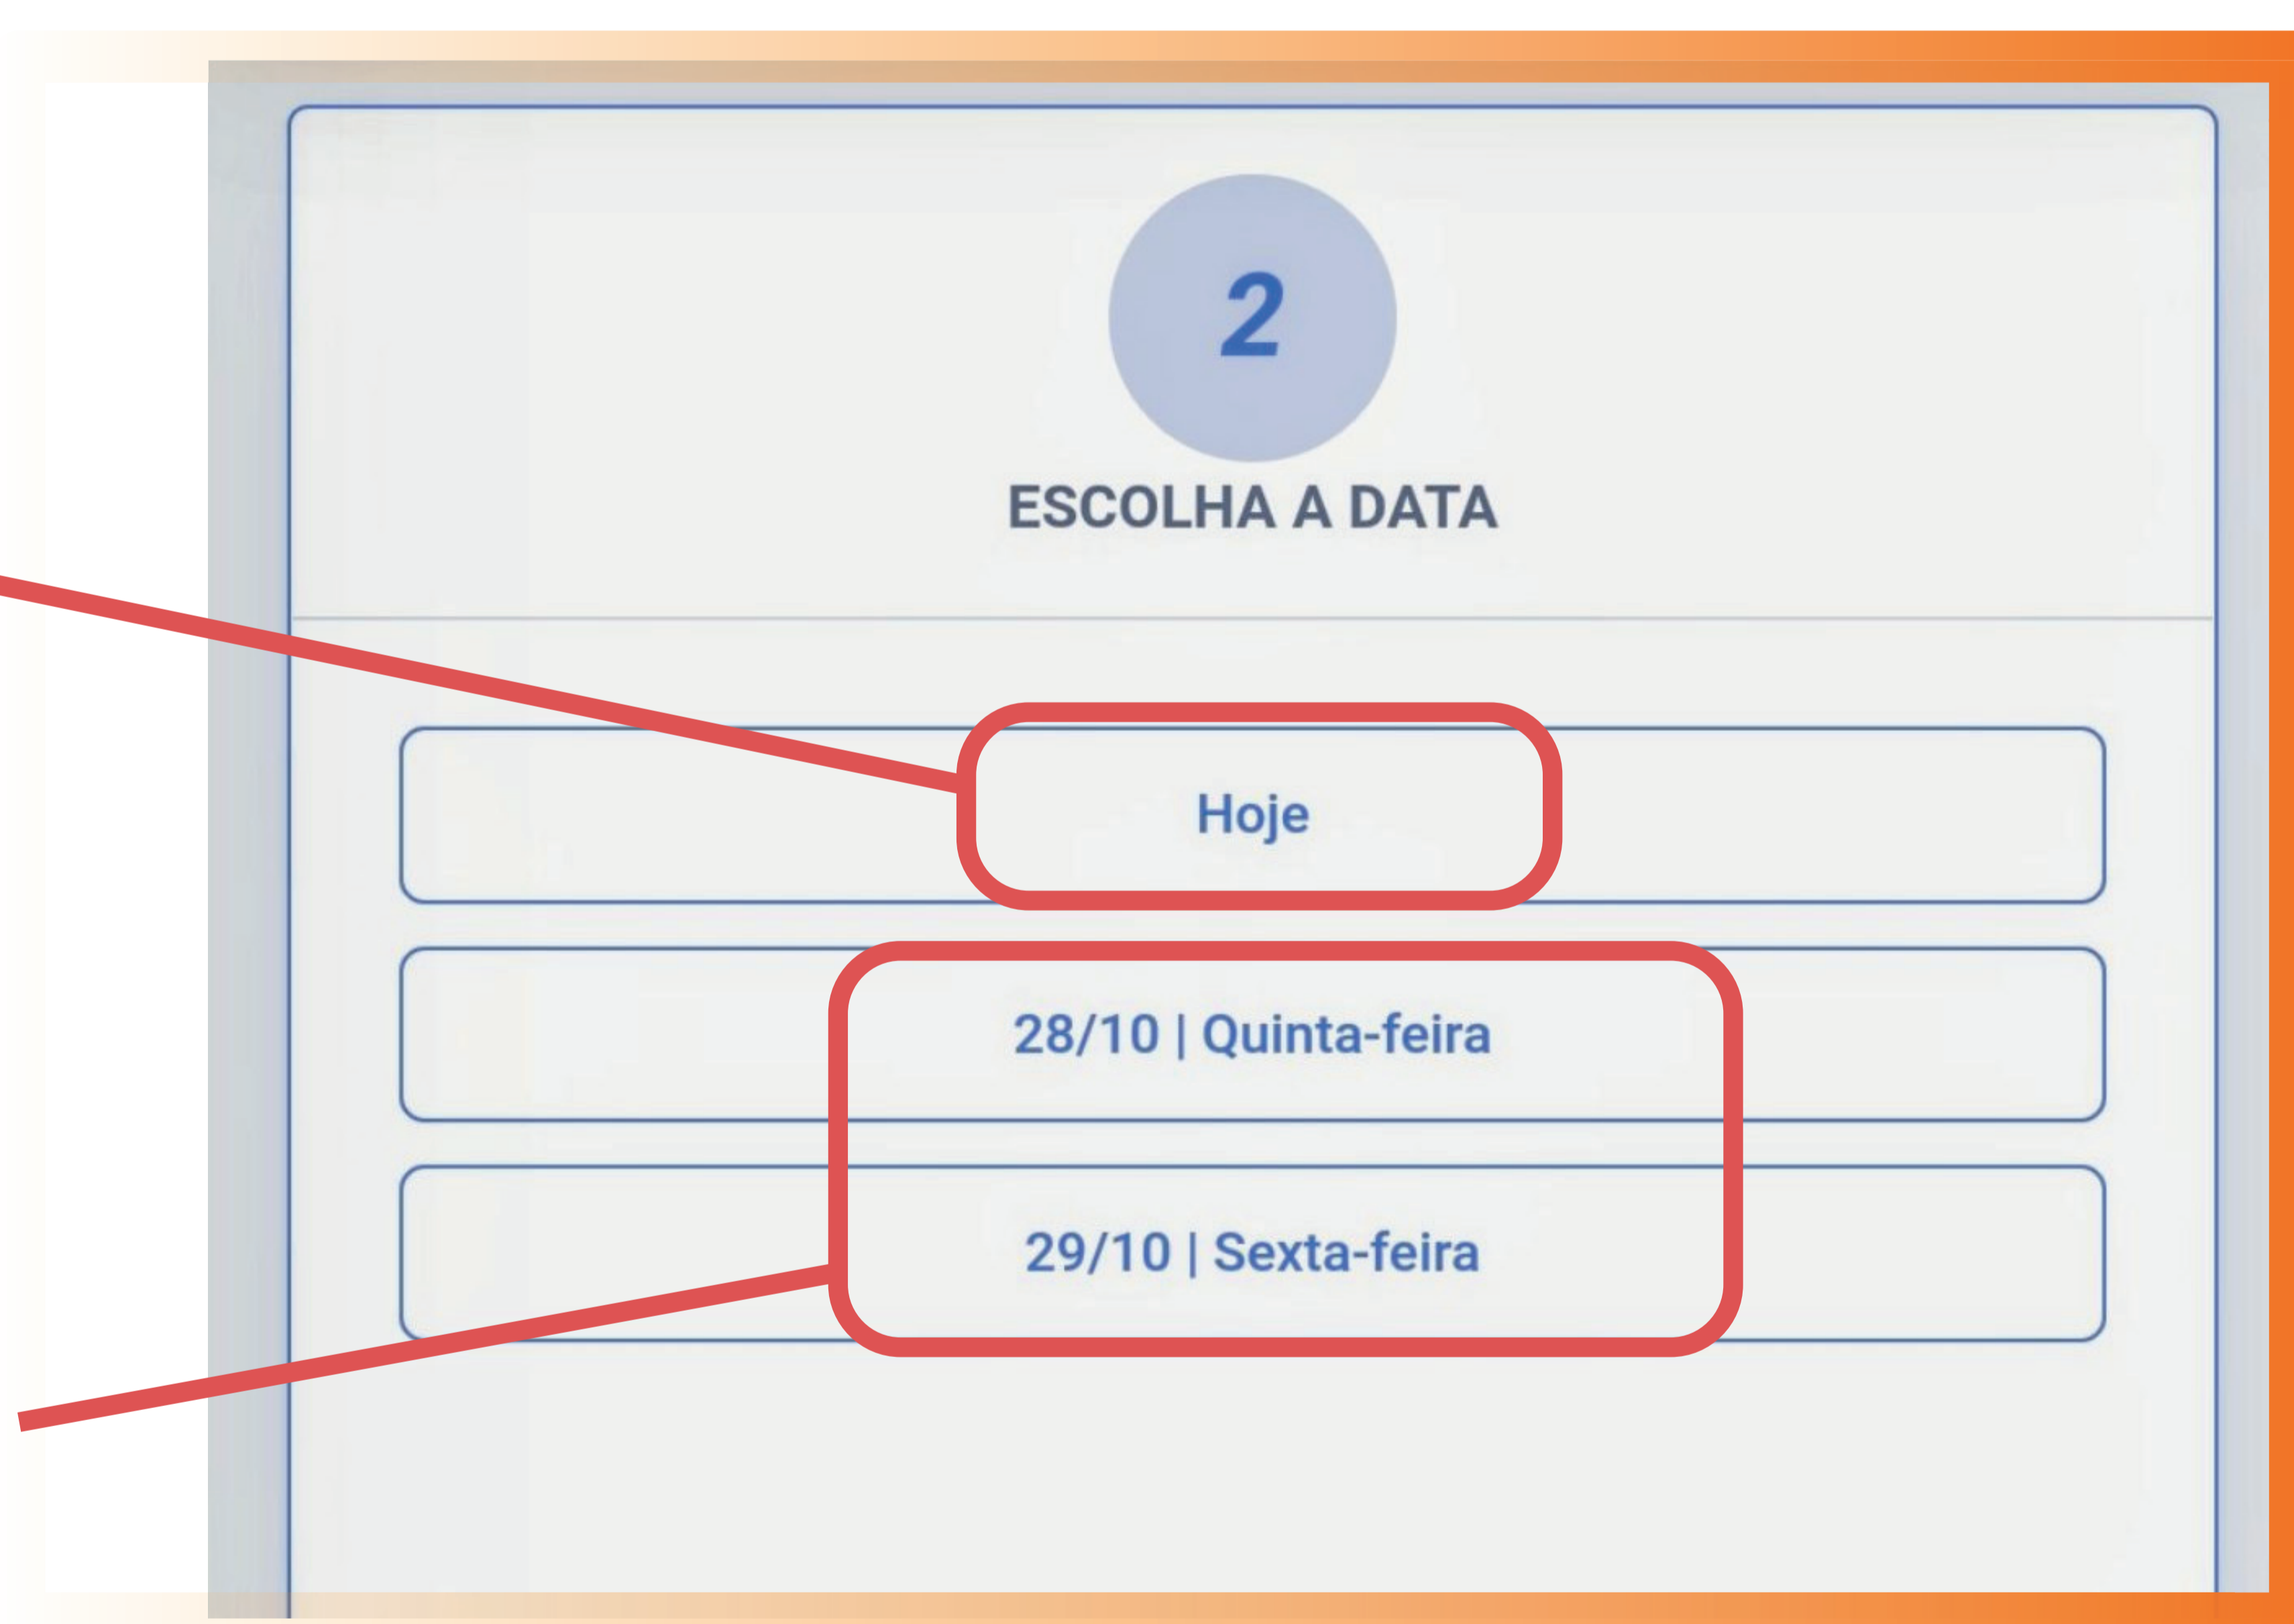 2
ESCOLHA A DATA
Hoje
28/10 | Quinta-feira
29/10 | Sexta-feira